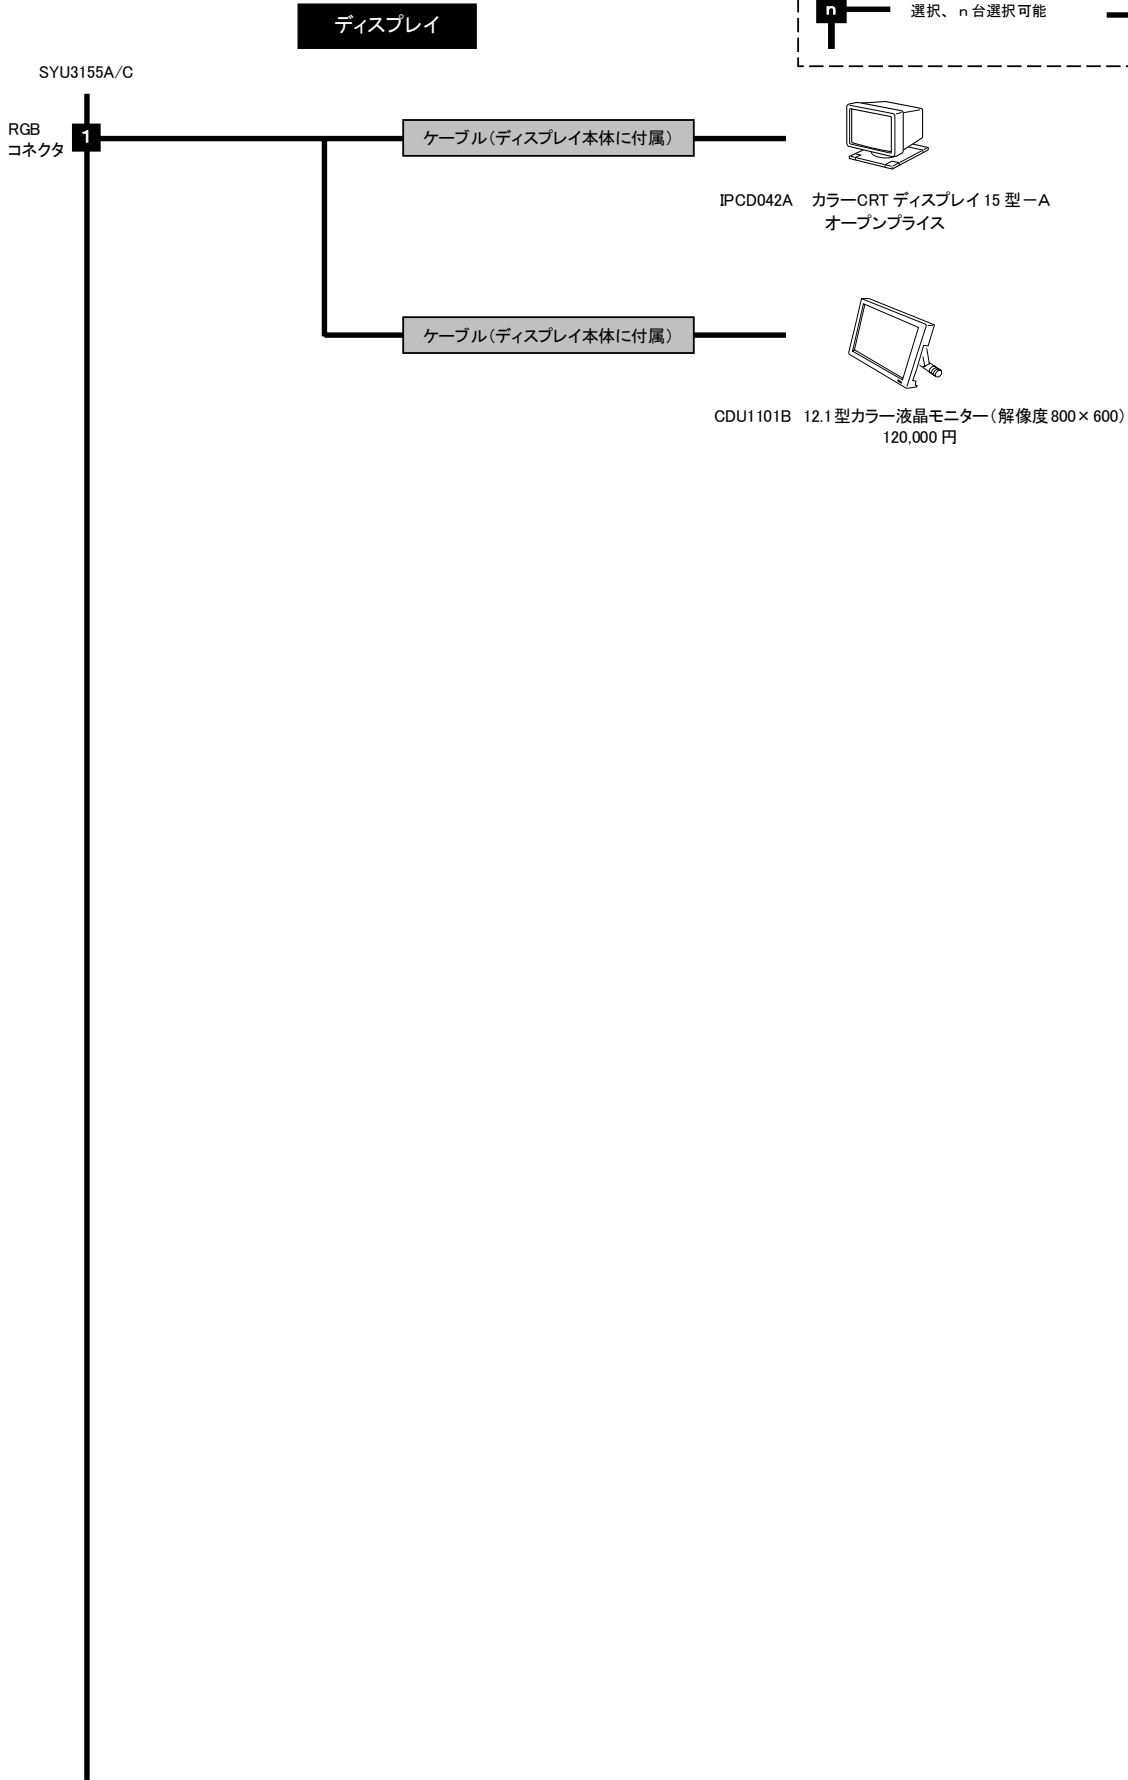 ディスプレイ
n 選択、n台選択可能
SYU3155A/C
RGB
コネクタ
1
ケーブル(ディスプレイ本体に付属)
IPCD042A カラーCRT ディスプレイ 15 型－A
オープンプライス
ケーブル(ディスプレイ本体に付属)
CDU1101B 12.1型カラー液晶モニター(解像度800×600)
120,000 円